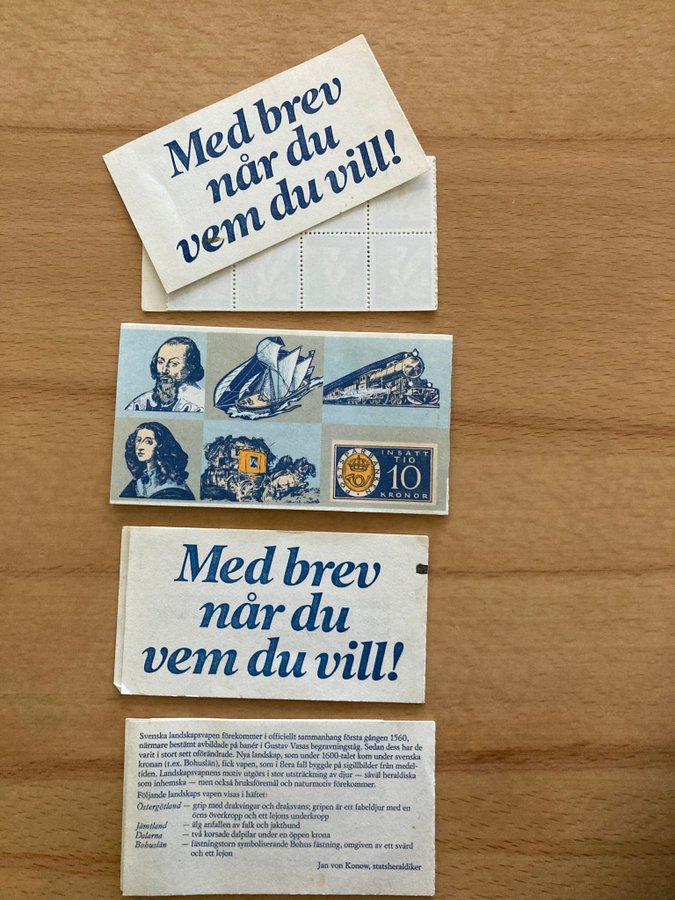 Med brev
når du
vem du vill!
INSATT
TIO
10
KRONOR
Med brev
når du
vem du vill!
Svenska landskapsvapen förekommer i officiellt sammanhang första gången 1560,
närmare bestämt avbildade på banér i Gustav Vasas begravningståg. Sedan dess har de
varit i stort sett oförändrade. Nya landskap, som under 1600-talet kom under svenska
kronan (t.ex. Bohuslän), fick vapen, som i flera fall byggde på sigillbilder från medel-
tiden. Landskapsvapnens motiv utgörs i stor utsträckning av djur — såväl heraldiska
som inhemska — men också bruksföremål och naturmotiv förekommer.
Följande landskaps vapen visas i häftet:
Östergötland — grip med drakvingar och draksvans; gripen är ett fabeldjur med en
örns överkropp och ett lejons underkropp
Jämtland — älg anfallen av falk och jakthund
Dalarna — två korsade dalpilar under en öppen krona
Bohuslän — fästningstorn symboliserande Bohus fästning, omgiven av ett svärd
och ett lejon
Jan von Konow, statsheraldiker